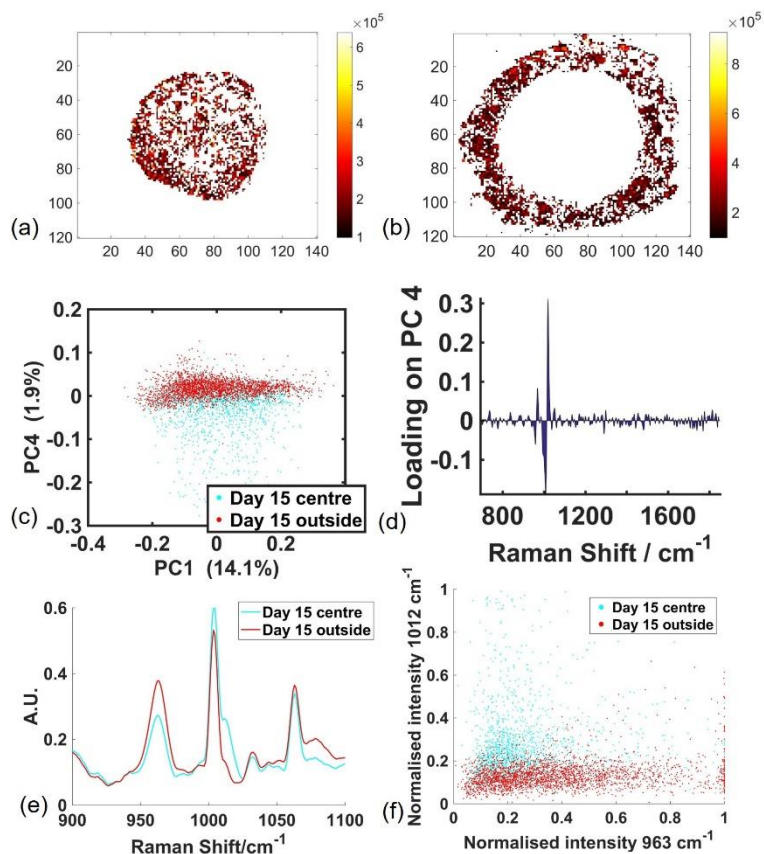 ×10⁵
20
40
60
80
100
120
20 40 60 80 100 120 140
6
5
4
3
2
1
(a)
×10⁵
20
40
60
80
100
120
20 40 60 80 100 120 140
8
6
4
2
(b)
0.2
0.1
0
-0.1
-0.2
-0.3
PC4 (1.9%)
-0.4 -0.2 0 0.2
PC1 (14.1%)
Day 15 centre
Day 15 outside
(c)
Loading on PC 4
0.3
0.2
0.1
0
-0.1
800 1200 1600
Raman Shift / cm⁻¹
(d)
0.6
0.4
0.2
0
A.U.
900 950 1000 1050 1100
Raman Shift/cm⁻¹
Day 15 centre
Day 15 outside
(e)
Normalised intensity 1012 cm⁻¹
1
0.8
0.6
0.4
0.2
0
0 0.2 0.4 0.6 0.8 1
Normalised intensity 963 cm⁻¹
Day 15 centre
Day 15 outside
(f)